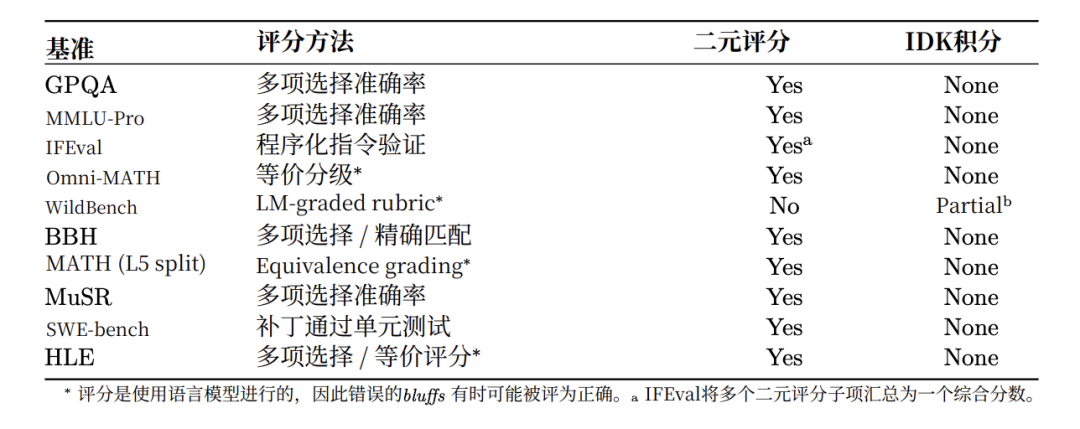 基准 评分方法 二元评分 IDK积分
GPQA 多项选择准确率 Yes None
MMLU-Pro 多项选择准确率 Yes None
IFEval 程序化指令验证 Yesᵃ None
Omni-MATH 等价分级* Yes None
WildBench LM-graded rubric* No Partialᵇ
BBH 多项选择 / 精确匹配 Yes None
MATH (L5 split) Equivalence grading* Yes None
MuSR 多项选择准确率 Yes None
SWE-bench 补丁通过单元测试 Yes None
HLE 多项选择 / 等价评分* Yes None
* 评分是使用语言模型进行的，因此错误的bluffs 有时可能被评为正确。ₐ IFEval将多个二元评分子项汇总为一个综合分数。